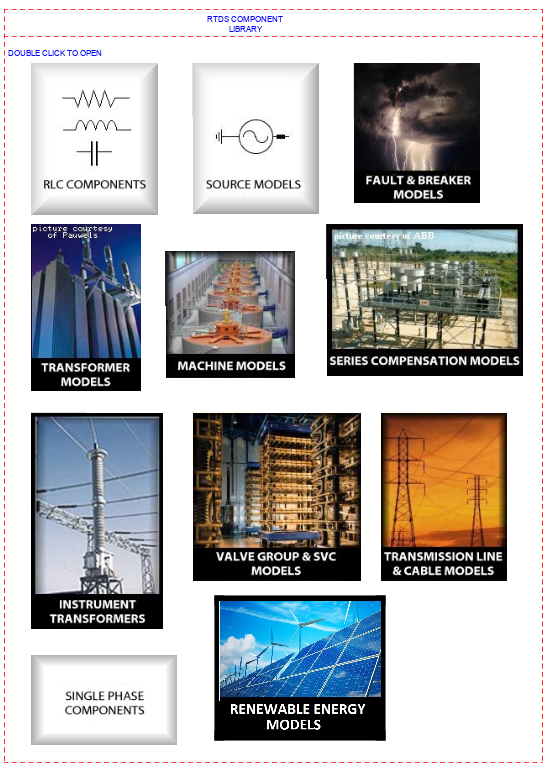 RTDS COMPONENT
LIBRARY
DOUBLE CLICK TO OPEN
RLC COMPONENTS
SOURCE MODELS
FAULT & BREAKER
MODELS
picture courtesy
of Pauwels
TRANSFORMER
MODELS
MACHINE MODELS
picture courtesy of ABB
SERIES COMPENSATION MODELS
INSTRUMENT
TRANSFORMERS
VALVE GROUP & SVC
MODELS
TRANSMISSION LINE
& CABLE MODELS
SINGLE PHASE
COMPONENTS
RENEWABLE ENERGY
MODELS